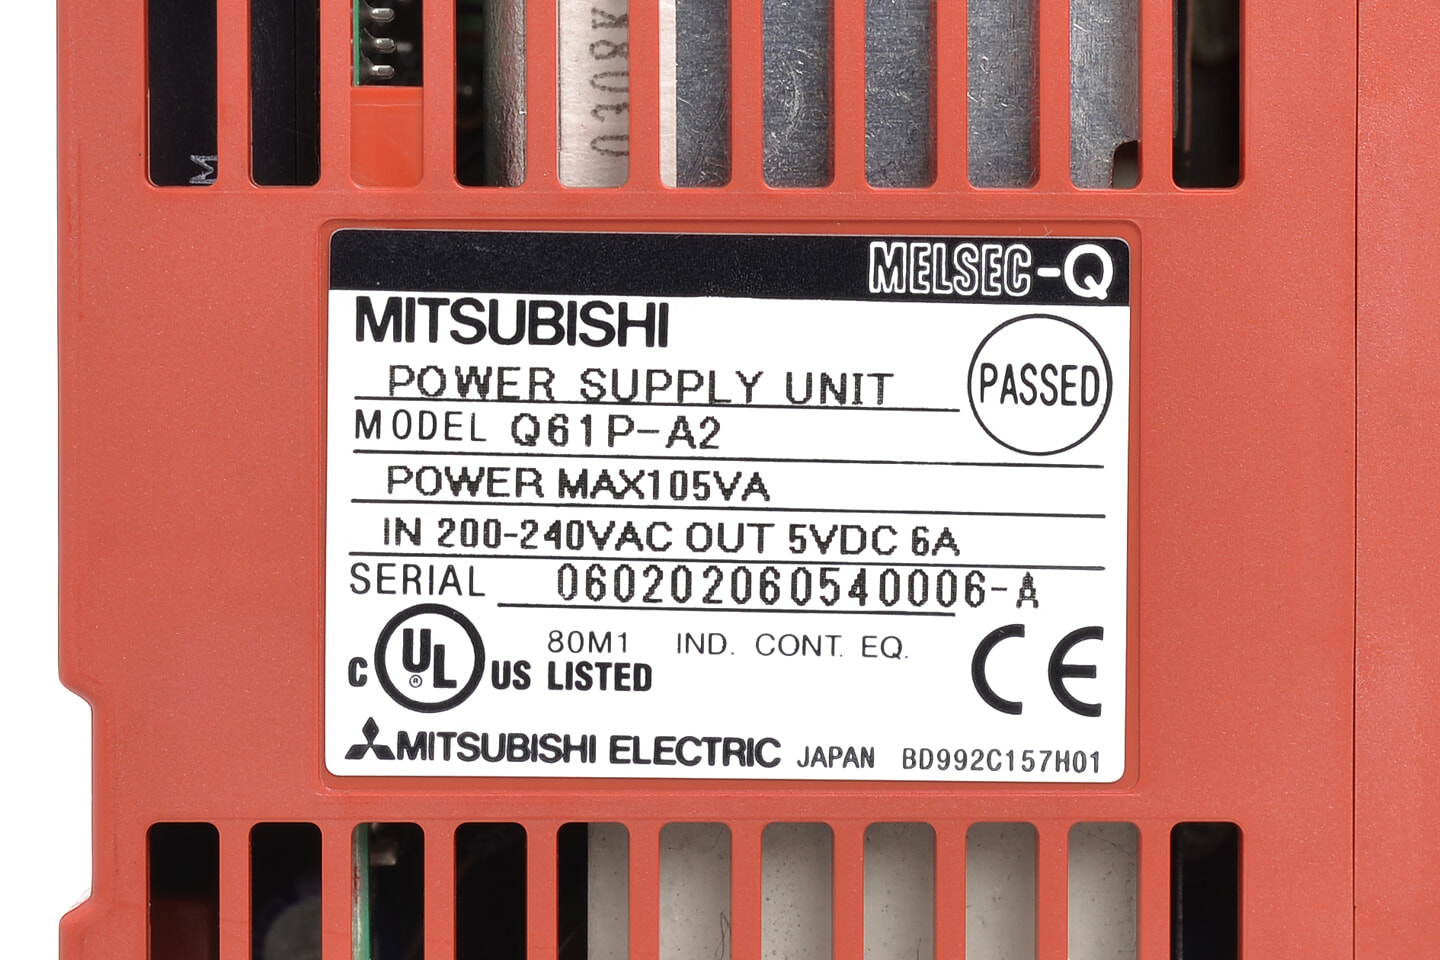 MELSEC-Q
MITSUBISHI
POWER SUPPLY UNIT
PASSED
MODEL Q61P-A2
POWER MAX105VA
IN 200-240VAC OUT 5VDC 6A
SERIAL 060202060540006-A
C UL ® US LISTED
80M1 IND. CONT. EQ.
CE
MITSUBISHI ELECTRIC JAPAN BD992C157H01